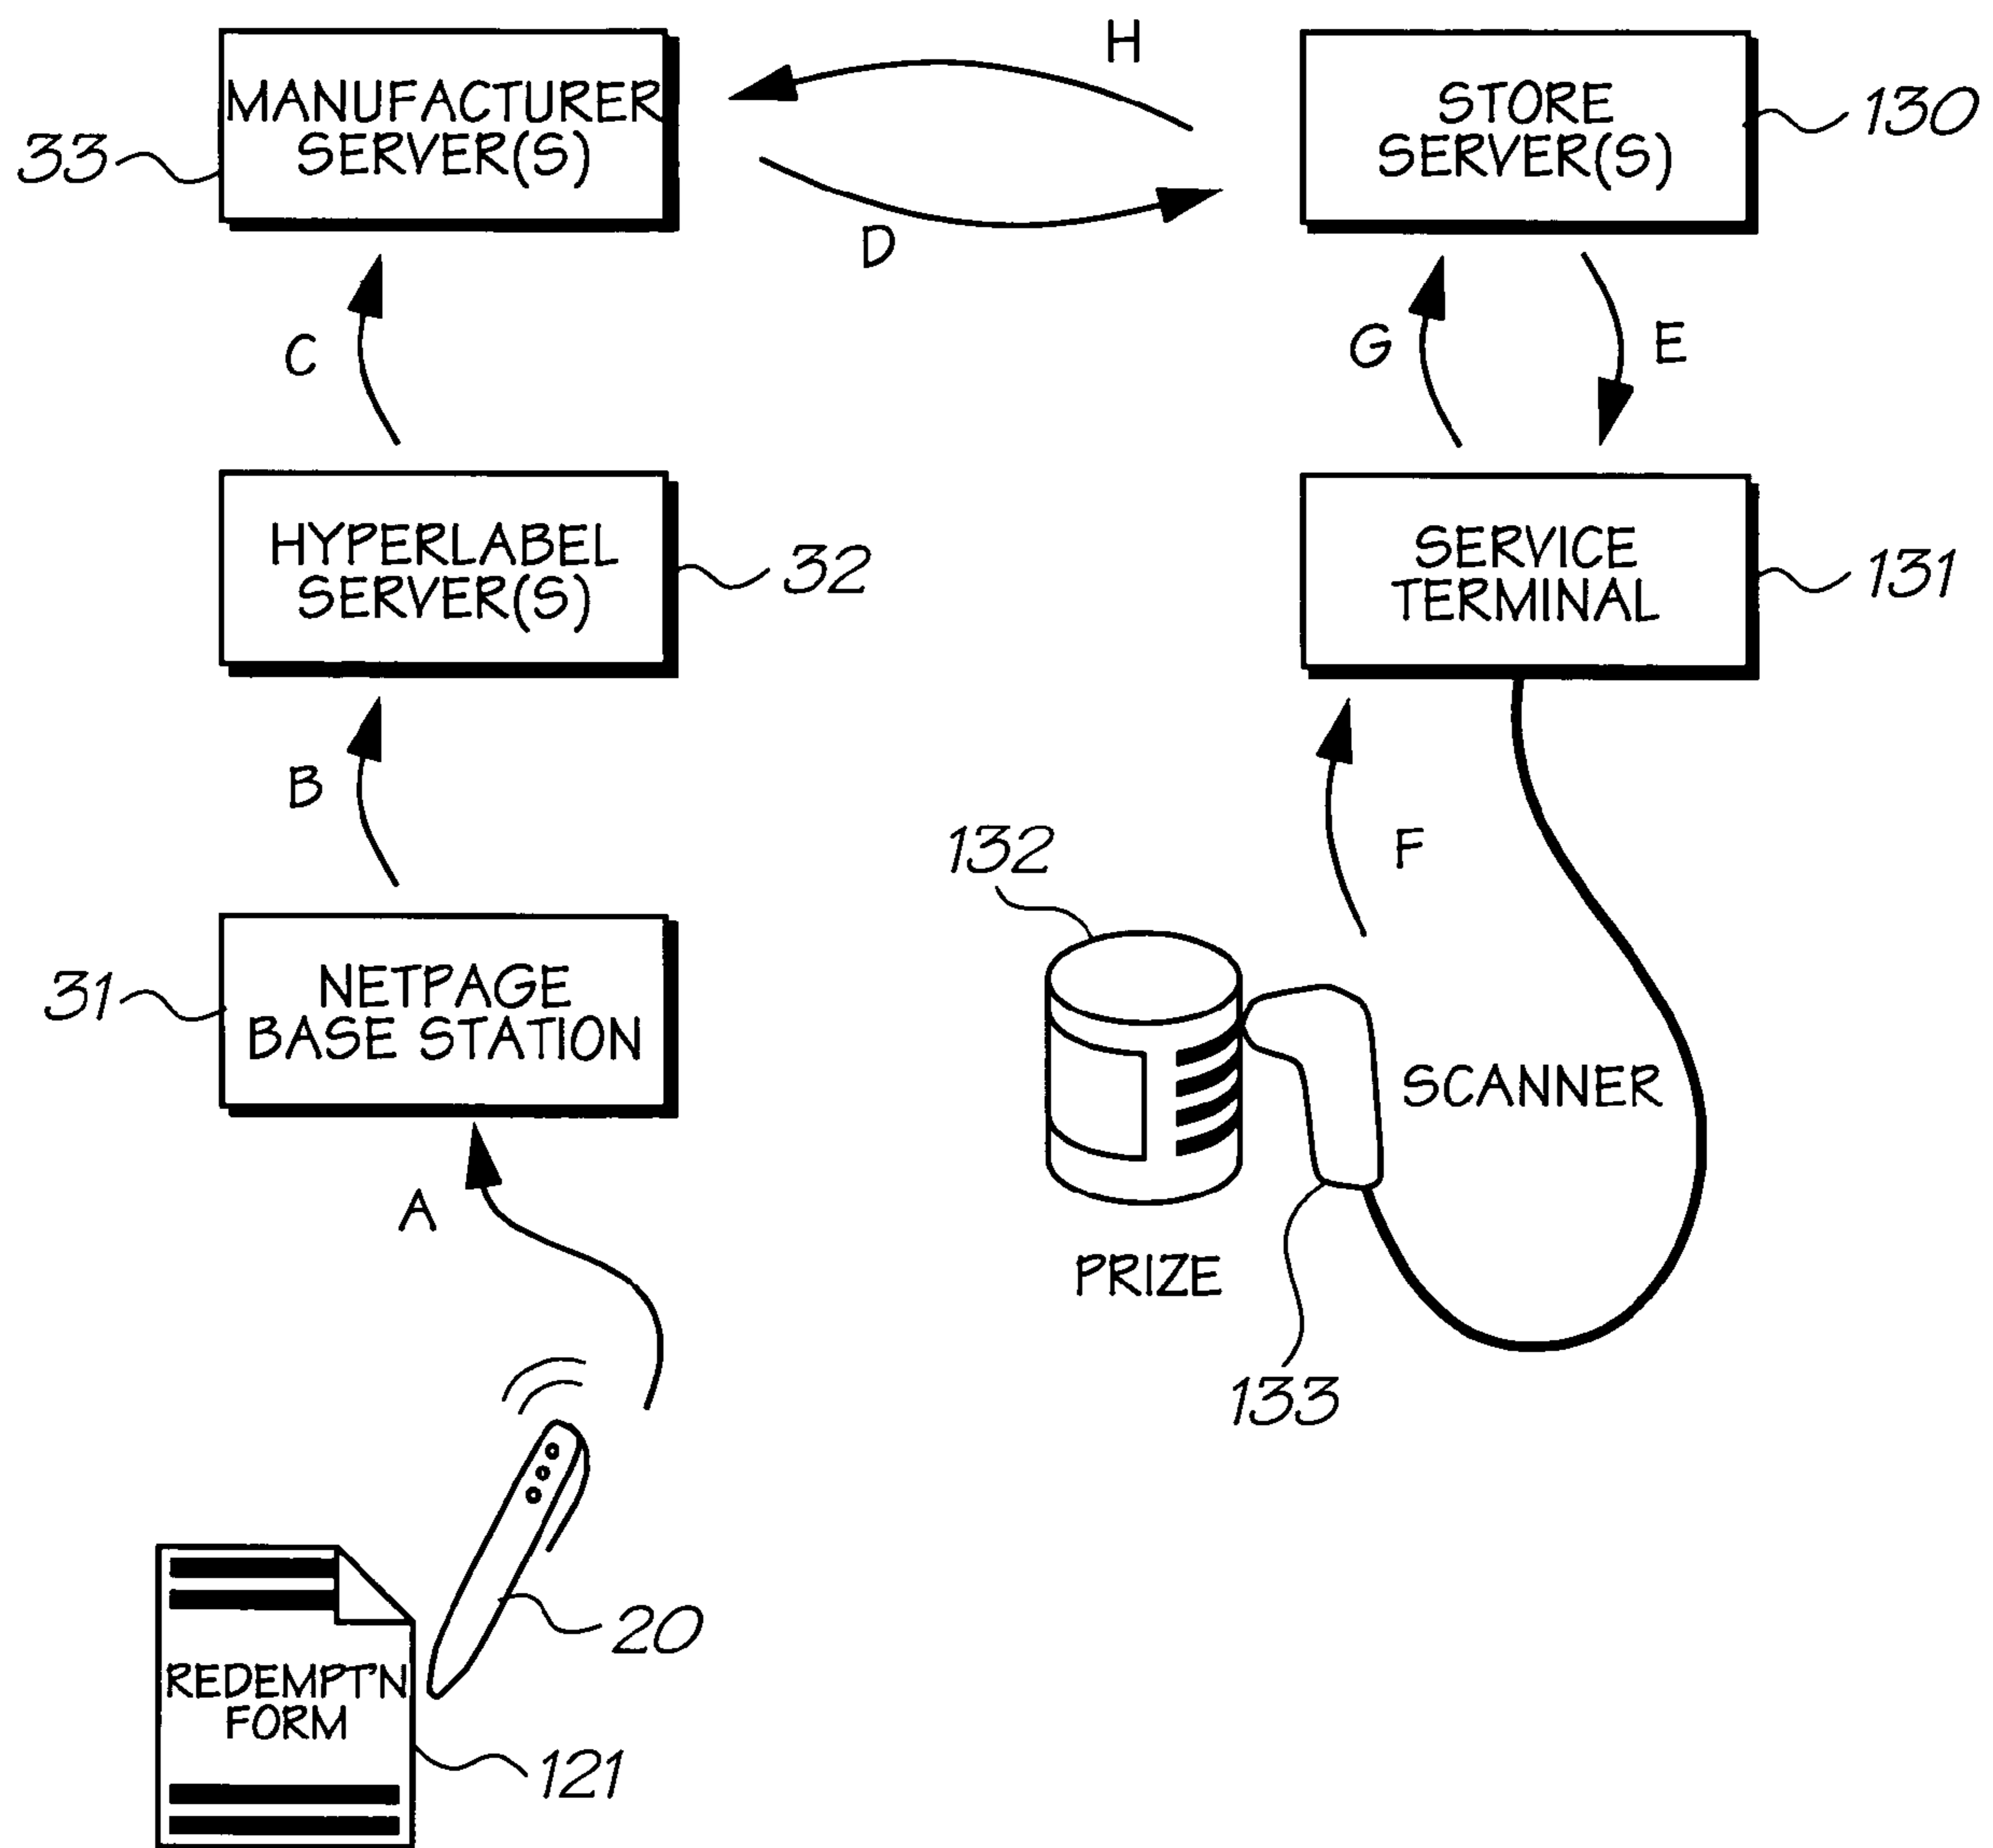 H
MANUFACTURER
SERVER(S)
33
STORE
SERVER(S)
130
D
C
G
E
HYPERLABEL
SERVER(S)
32
SERVICE
TERMINAL
131
B
F
132
NETPAGE
BASE STATION
31
SCANNER
A
PRIZE
133
20
REDEMPT'N
FORM
121